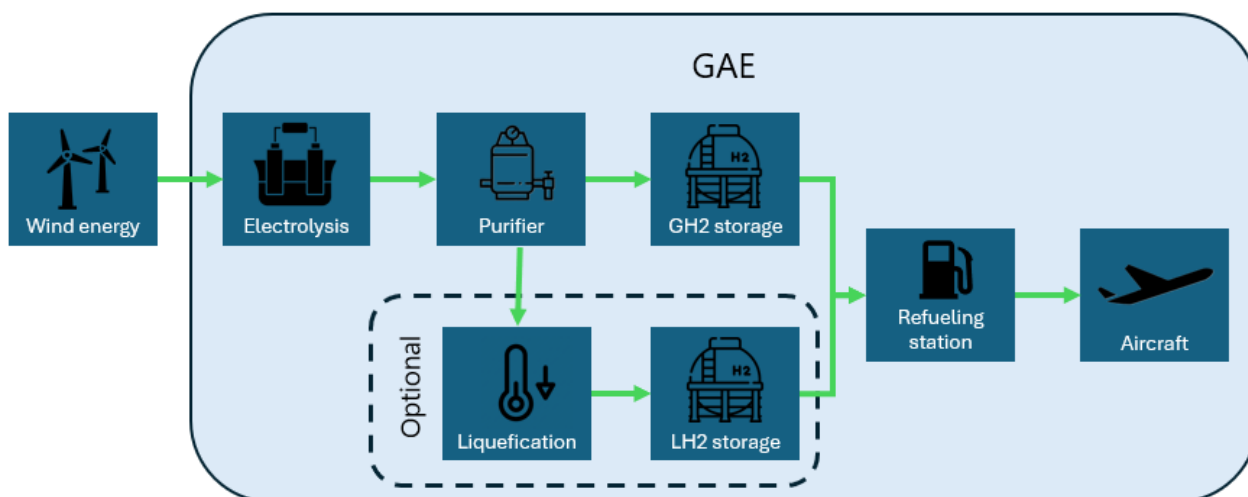 GAE
Wind energy
Electrolysis
Purifier
H2
GH2 storage
Refueling
station
Aircraft
Optional
Liquefication
H2
LH2 storage